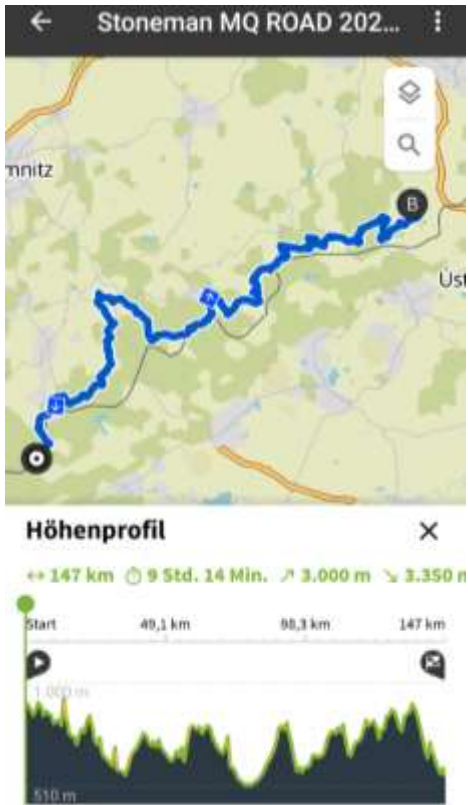 Stoneman MQ ROAD 202...
mnitz
B
Úst
Höhenprofil
147 km 9 Std. 14 Min. 3.000 m 3.350 m
Start 49,1 km 98,3 km 147 km
1.000 m
510 m